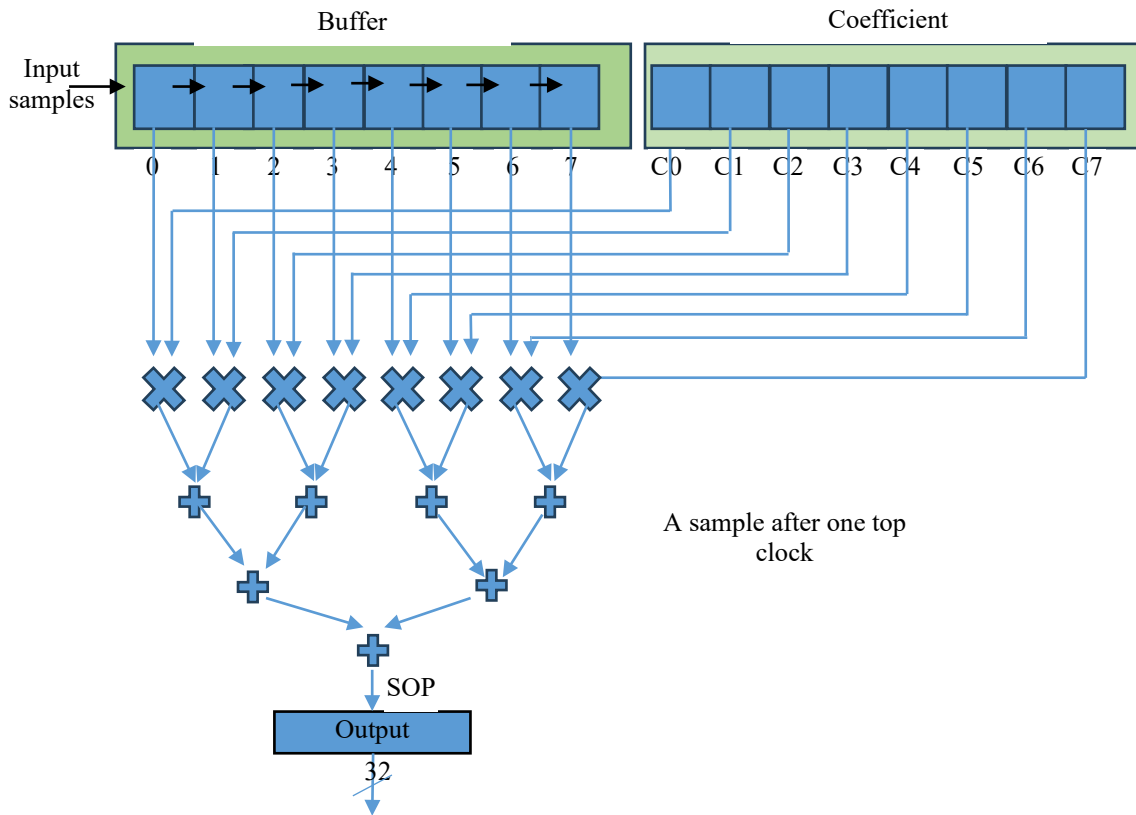 Buffer
Coefficient
Input
samples
0 1 2 3 4 5 6 7
C0 C1 C2 C3 C4 C5 C6 C7
A sample after one top
clock
SOP
Output
32